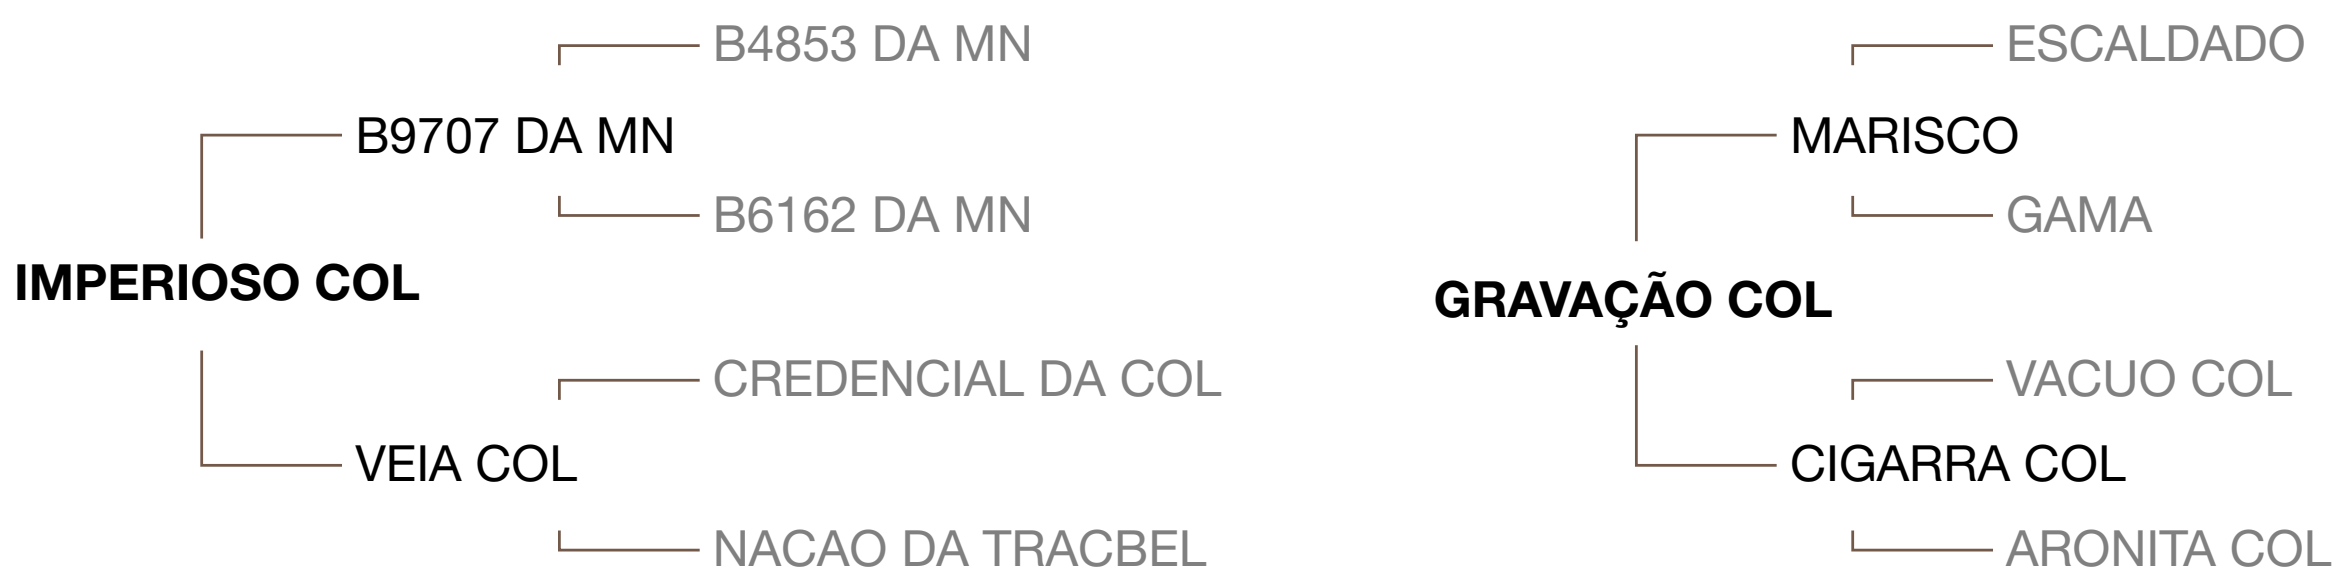 B4853 DA MN
B9707 DA MN
B6162 DA MN
IMPERIOSO COL
CREDENCIAL DA COL
VEIA COL
NACAO DA TRACBEL
ESCALDADO
MARISCO
GAMA
GRAVAÇÃO COL
VACUO COL
CIGARRA COL
ARONITA COL